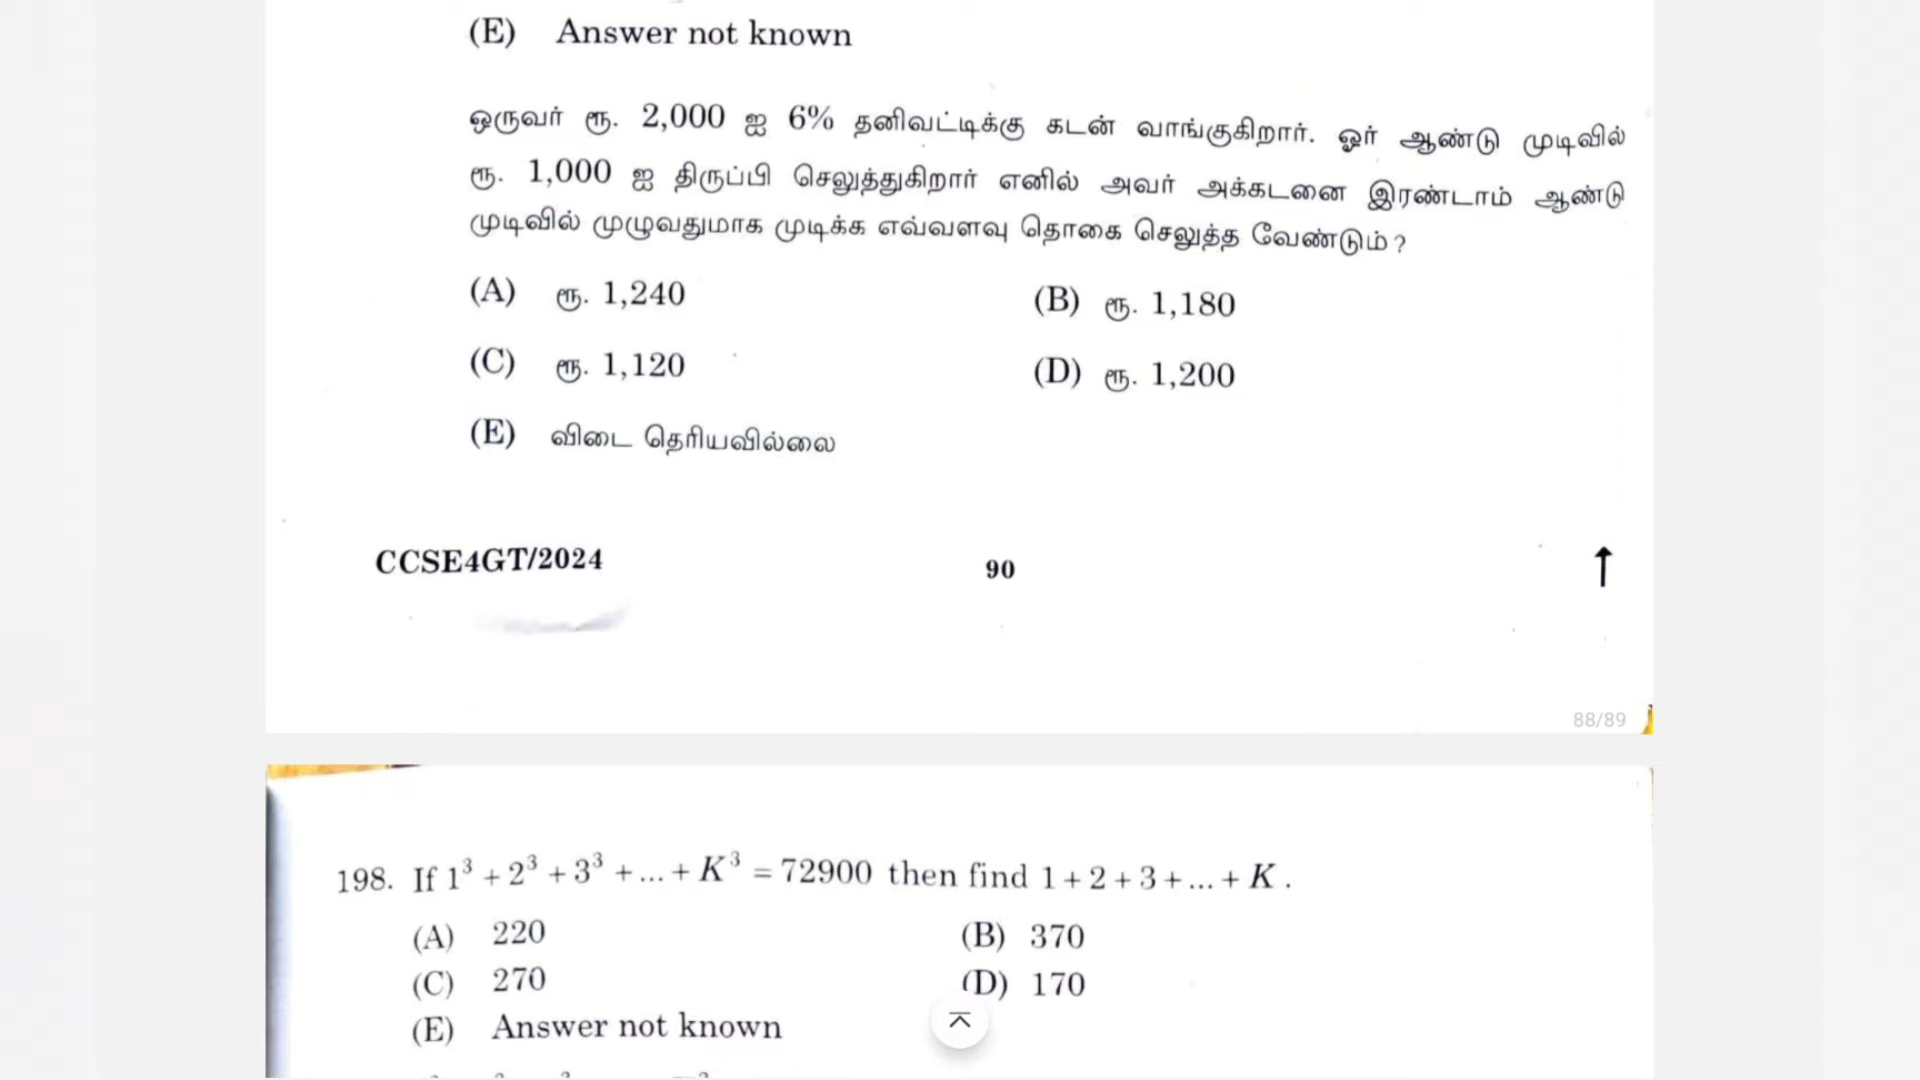 (E) Answer not known
ஒருவர் ரூ. 2,000 ஐ 6% தனிவட்டிக்கு கடன் வாங்குகிறார். ஓர் ஆண்டு முடிவில்
ரூ. 1,000 ஐ திருப்பி செலுத்துகிறார் எனில் அவர் அக்கடனை இரண்டாம் ஆண்டு
முடிவில் முழுவதுமாக முடிக்க எவ்வளவு தொகை செலுத்த வேண்டும்?
(A) ரூ. 1,240 (B) ரூ. 1,180
(C) ரூ. 1,120 (D) ரூ. 1,200
(E) விடை தெரியவில்லை
CCSE4GT/2024 90 ↑
88/89
198. If 1³ + 2³ + 3³ + ... + K³ = 72900 then find 1 + 2 + 3 + ... + K .
(A) 220 (B) 370
(C) 270 (D) 170
(E) Answer not known